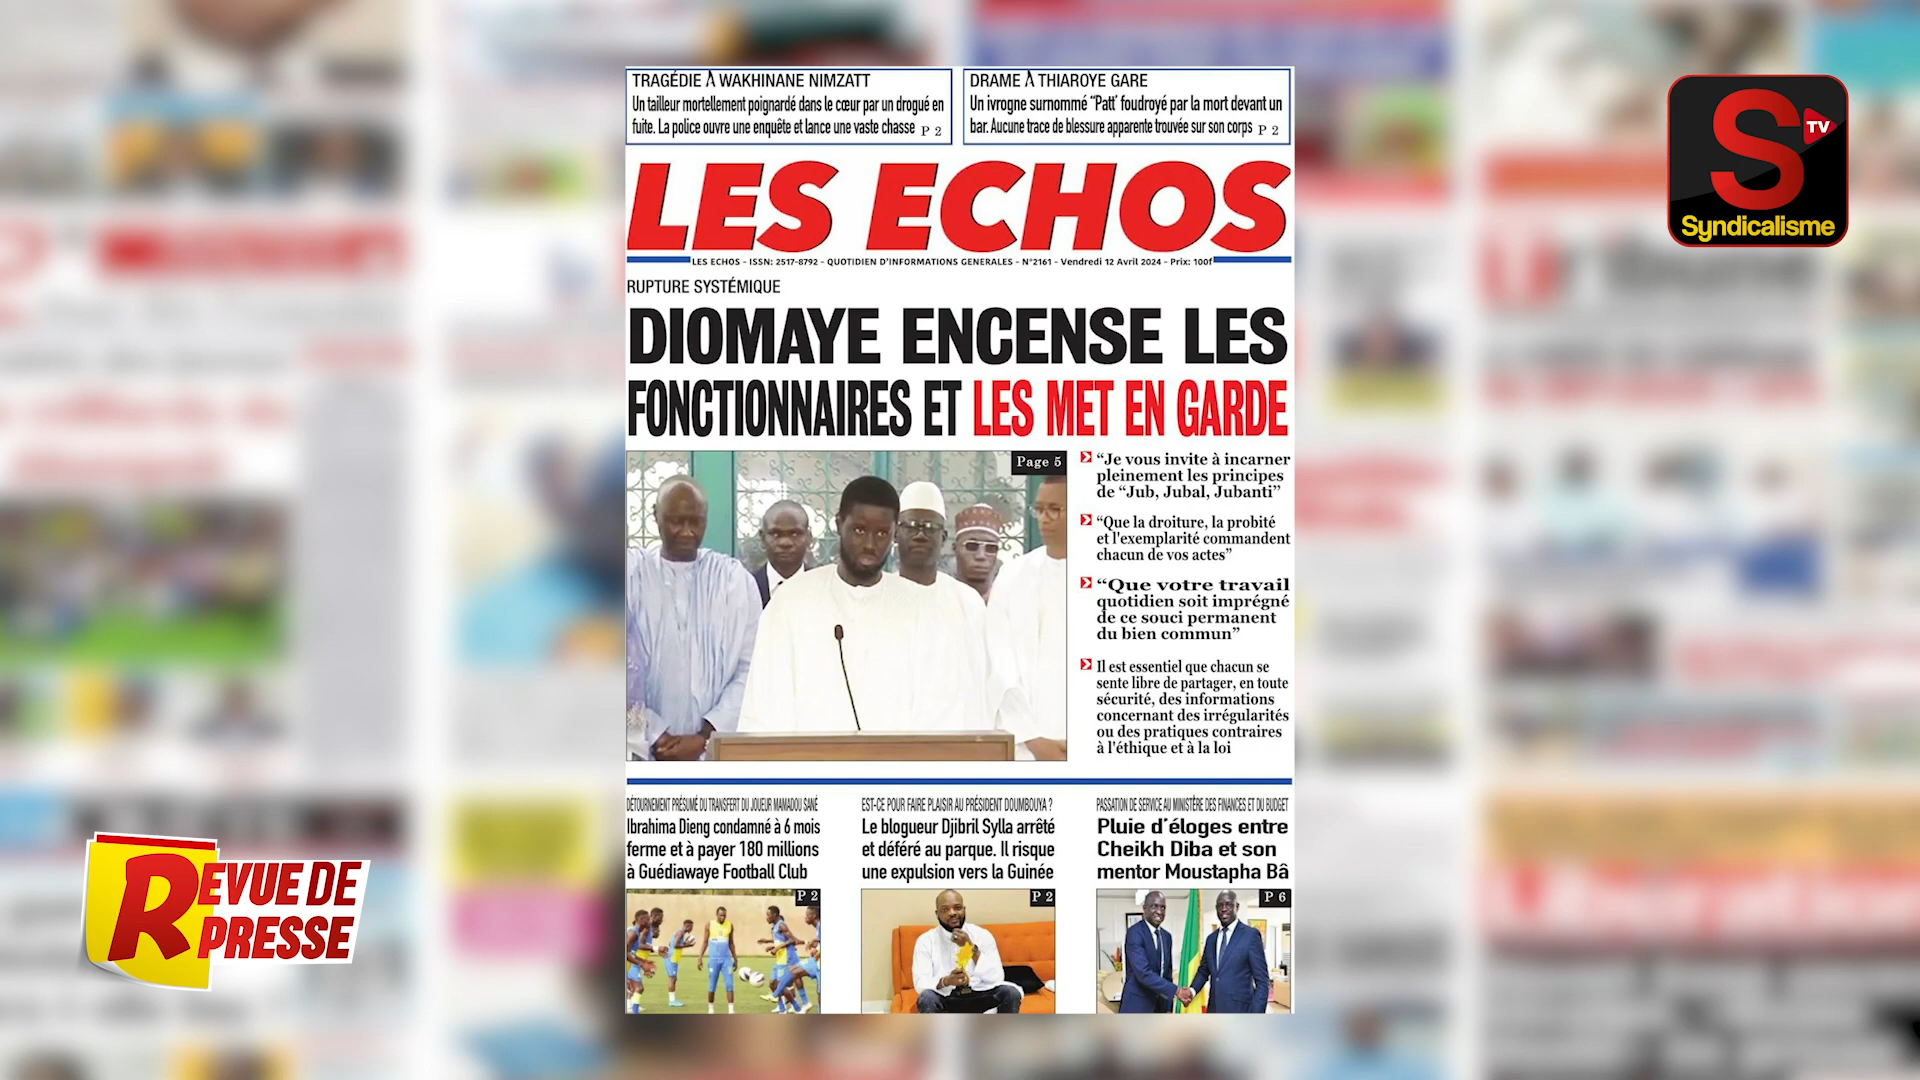 TRAGÉDIE À WAKHINANE NIMZATT
Un tailleur mortellement poignardé dans le cœur par un drogué en
fuite. La police ouvre une enquête et lance une vaste chasse P 2
DRAME À THIAROYE GARE
Un ivrogne surnommé “Patt’ foudroyé par la mort devant un
bar. Aucune trace de blessure apparente trouvée sur son corps P 2
LES ECHOS
LES ECHOS - ISSN: 2517-8792 - QUOTIDIEN D'INFORMATIONS GENERALES - N°2161 - Vendredi 12 Avril 2024 - Prix: 100f
RUPTURE SYSTÉMIQUE
DIOMAYE ENCENSE LES
FONCTIONNAIRES ET LES MET EN GARDE
Page 5
“Je vous invite à incarner
pleinement les principes
de “Jub, Jubal, Jubanti”
“Que la droiture, la probité
et l'exemplarité commandent
chacun de vos actes”
“Que votre travail
quotidien soit imprégné
de ce souci permanent
du bien commun”
Il est essentiel que chacun se
sente libre de partager, en toute
sécurité, des informations
concernant des irrégularités
ou des pratiques contraires
à l'éthique et à la loi
DÉTOURNEMENT PRÉSUMÉ DU TRANSFERT DU JOUEUR MAMADOU SANÉ
Ibrahima Dieng condamné à 6 mois
ferme et à payer 180 millions
à Guédiawaye Football Club
P 2
EST-CE POUR FAIRE PLAISIR AU PRÉSIDENT DOUMBOUYA ?
Le blogueur Djibril Sylla arrêté
et déféré au parque. Il risque
une expulsion vers la Guinée
P 2
PASSATION DE SERVICE AU MINISTÈRE DES FINANCES ET DU BUDGET
Pluie d'éloges entre
Cheikh Diba et son
mentor Moustapha Bâ
P 6
S TV
Syndicalisme
REVUE DE
PRESSE